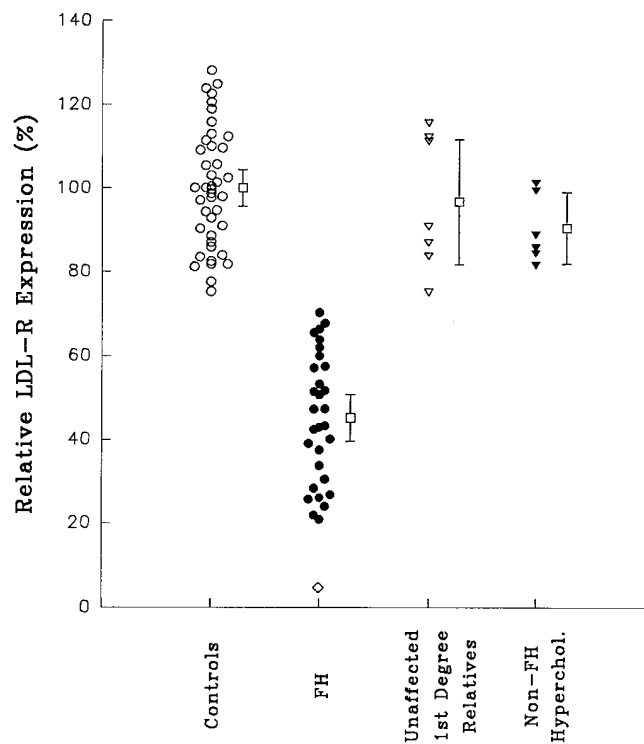 Relative LDL-R Expression (%)
140
120
100
80
60
40
20
0
Controls
FH
Unaffected
1st Degree
Relatives
Non-FH
Hyperchol.